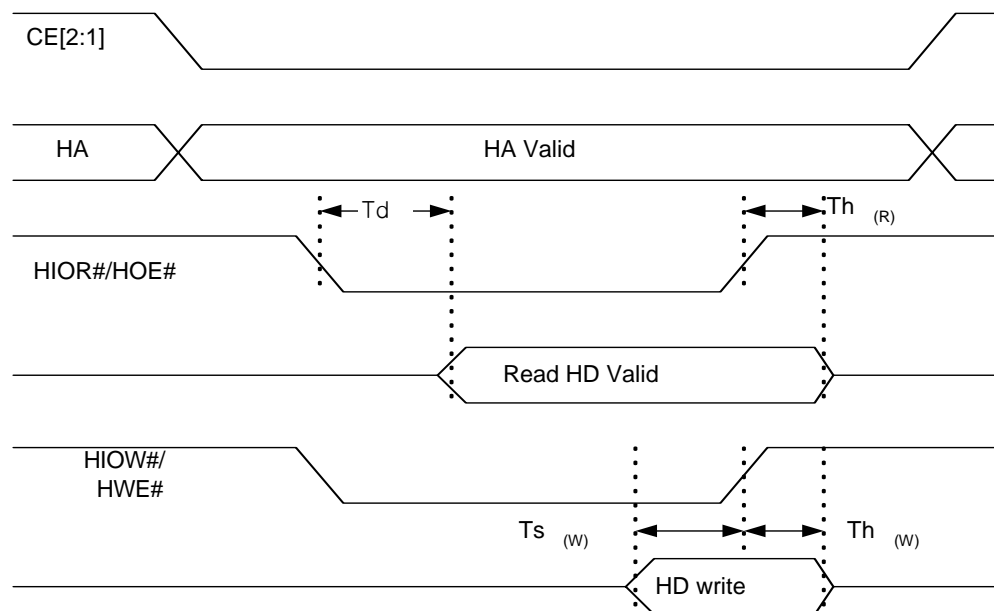 CE[2:1]
HA
HA Valid
Td
Th (R)
HIOR#/HOE#
Read HD Valid
HIOW#/
HWE#
Ts (W)
Th (W)
HD write